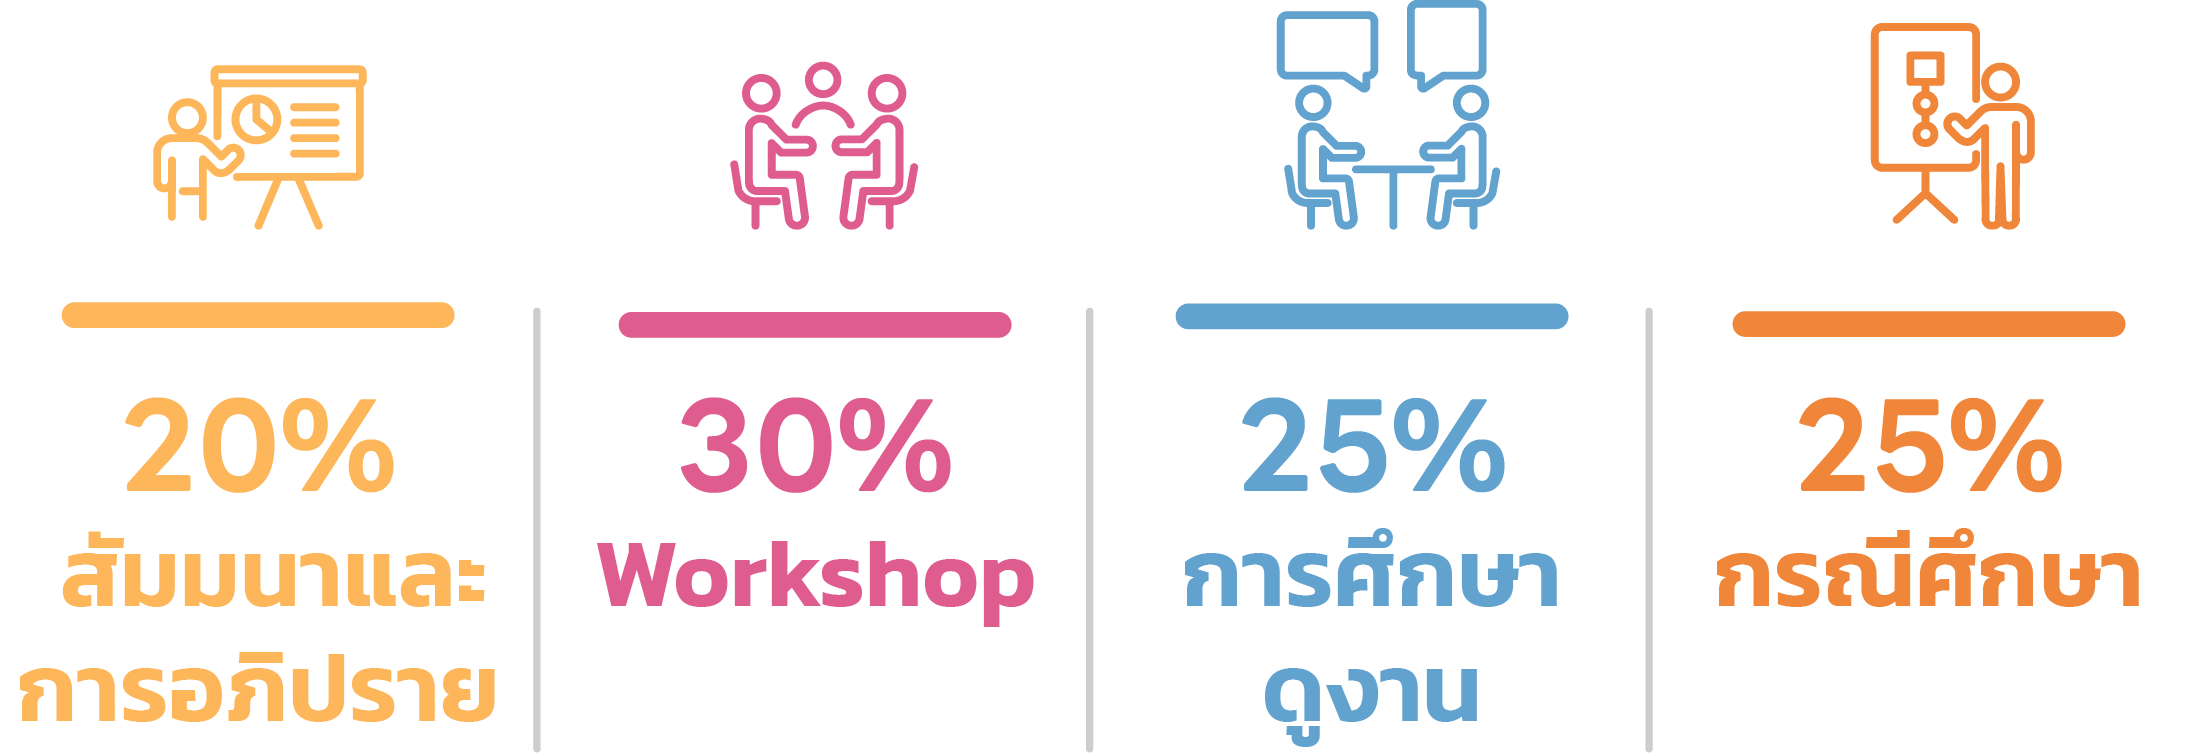 20%
สัมมนาและ
การอภิปราย
30%
Workshop
25%
การศึกษา
ดูงาน
25%
กรณีศึกษา